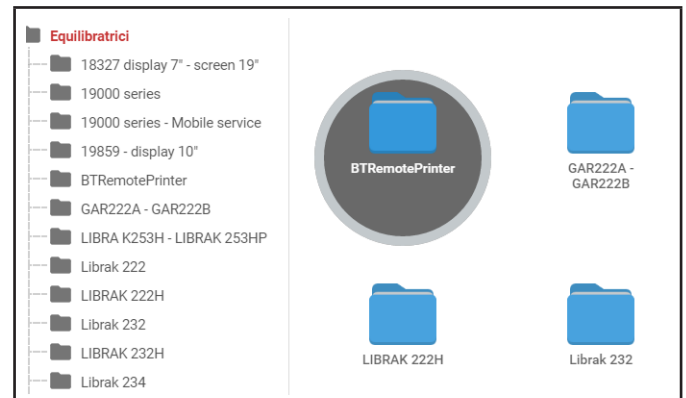 Equilibratrici
18327 display 7" - screen 19"
19000 series
19000 series - Mobile service
19859 - display 10"
BTRemotePrinter
GAR222A - GAR222B
LIBRA K253H - LIBRAK 253HP
Librak 222
LIBRAK 222H
Librak 232
LIBRAK 232H
Librak 234
BTRemotePrinter
GAR222A -
GAR222B
LIBRAK 222H
Librak 232